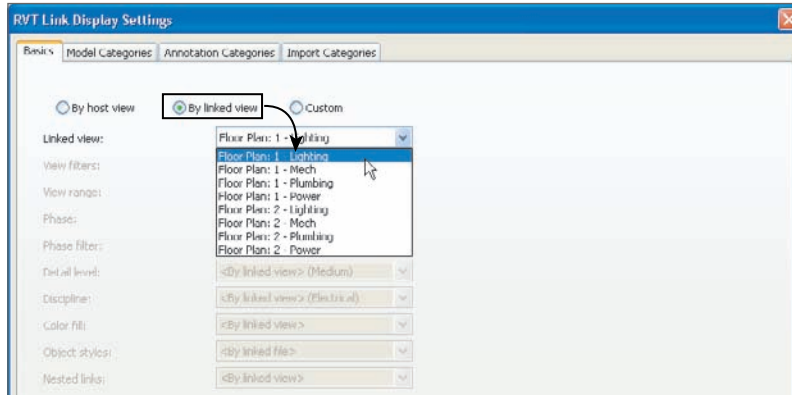 RVT Link Display Settings
Basics Model Categories Annotation Categories Import Categories
By host view By linked view Custom
Linked view: Floor Plan: 1 - Lighting
Floor Plan: 1 - Lighting
View filters: Floor Plan: 1 - Mech
Floor Plan: 1 - Plumbing
View range: Floor Plan: 1 - Power
Floor Plan: 2 - Lighting
Phase: Floor Plan: 2 - Mech
Floor Plan: 2 - Plumbing
Phase filter: Floor Plan: 2 - Power
Detail level: <By linked view> (Medium)
Discipline: <By linked view> (Electrical)
Color fill: <By linked view>
Object styles: <By linked file>
Nested links: <By linked view>